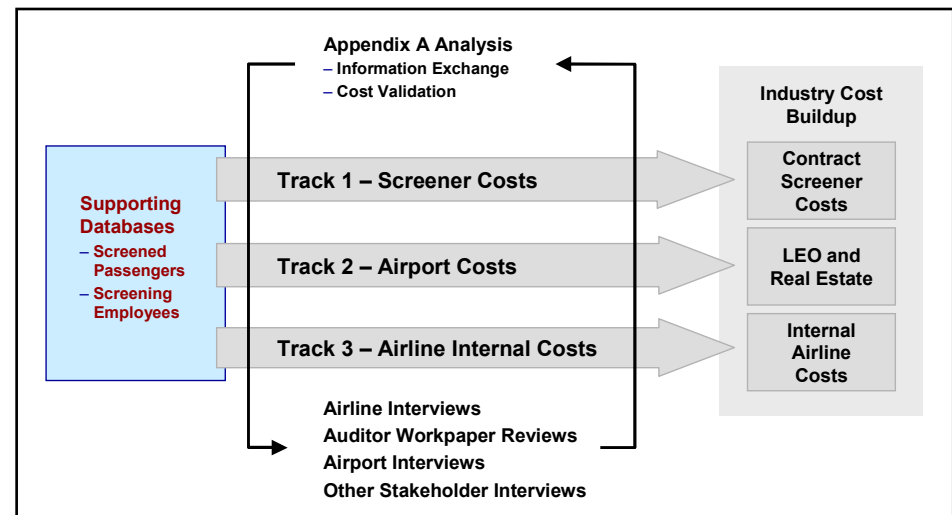 Appendix A Analysis
– Information Exchange
– Cost Validation
Supporting
Databases
– Screened
Passengers
– Screening
Employees
Track 1 – Screener Costs
Track 2 – Airport Costs
Track 3 – Airline Internal Costs
Airline Interviews
Auditor Workpaper Reviews
Airport Interviews
Other Stakeholder Interviews
Industry Cost
Buildup
Contract
Screener
Costs
LEO and
Real Estate
Internal
Airline
Costs